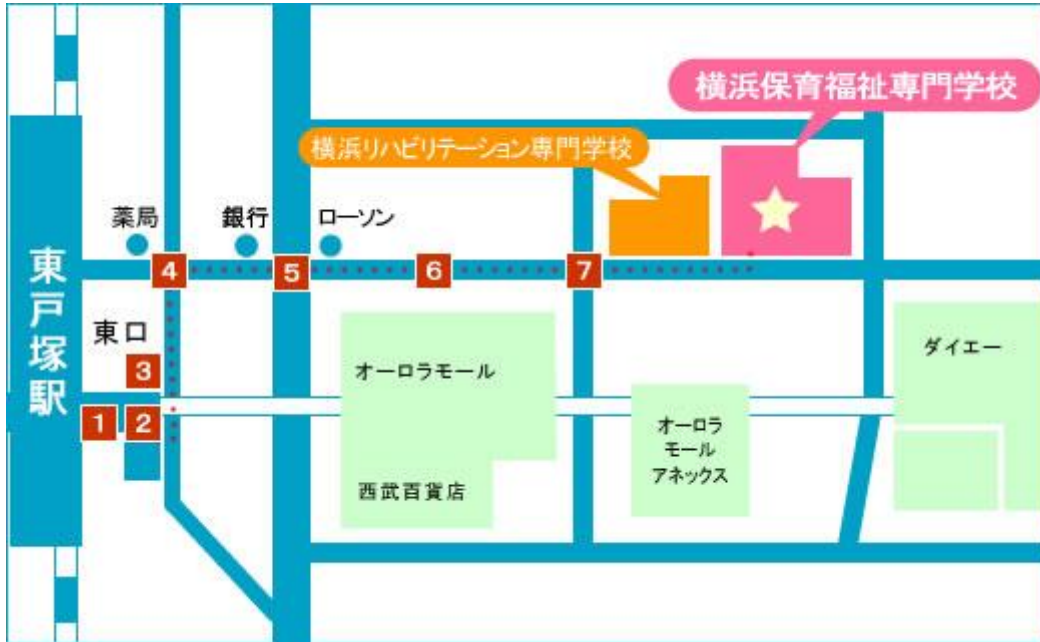 横浜保育福祉専門学校
横浜リハビリテーション専門学校
薬局
銀行
ローソン
4
5
6
7
東戸塚駅
東口
3
1
2
オーロラモール
西武百貨店
オーロラ
モール
アネックス
ダイエー